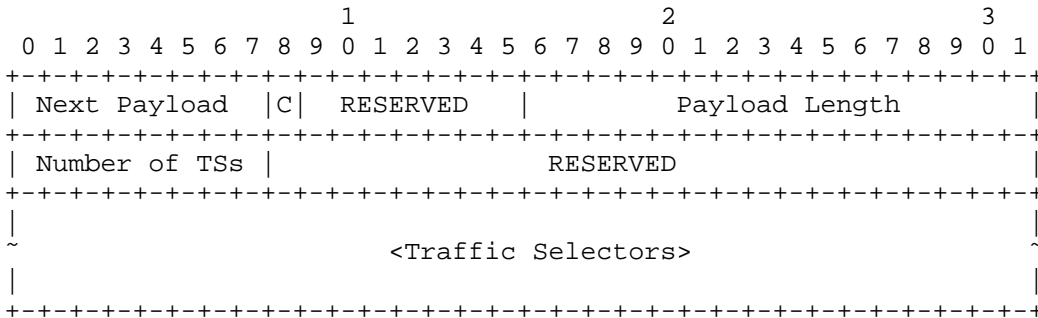 1                   2                   3
 0 1 2 3 4 5 6 7 8 9 0 1 2 3 4 5 6 7 8 9 0 1 2 3 4 5 6 7 8 9 0 1
+-+-+-+-+-+-+-+-+-+-+-+-+-+-+-+-+-+-+-+-+-+-+-+-+-+-+-+-+-+-+-+-+
| Next Payload  |C|  RESERVED   |         Payload Length        |
+-+-+-+-+-+-+-+-+-+-+-+-+-+-+-+-+-+-+-+-+-+-+-+-+-+-+-+-+-+-+-+-+
| Number of TSs |                 RESERVED                      |
+-+-+-+-+-+-+-+-+-+-+-+-+-+-+-+-+-+-+-+-+-+-+-+-+-+-+-+-+-+-+-+-+
|                                                               |
~                       <Traffic Selectors>                     ~
|                                                               |
+-+-+-+-+-+-+-+-+-+-+-+-+-+-+-+-+-+-+-+-+-+-+-+-+-+-+-+-+-+-+-+-+